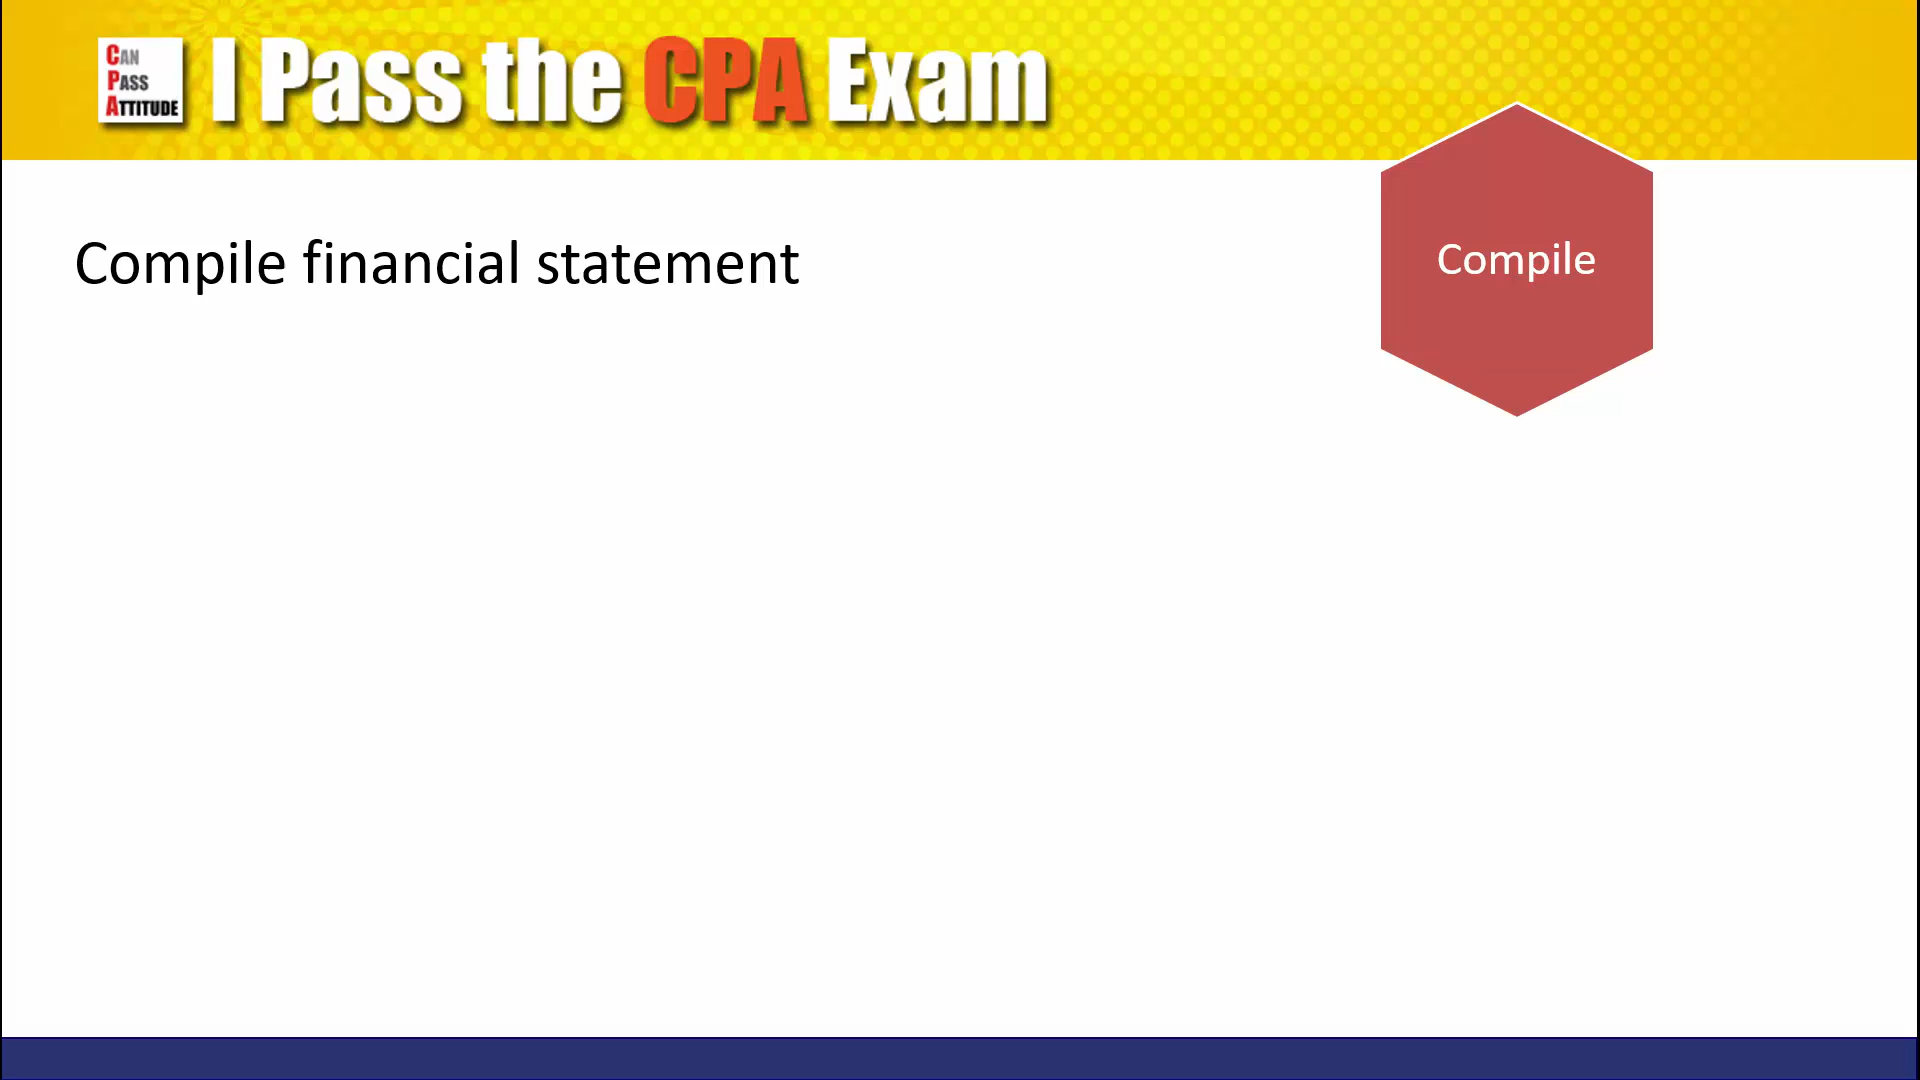 CAN
PASS
ATTITUDE
I Pass the CPA Exam
Compile financial statement
Compile